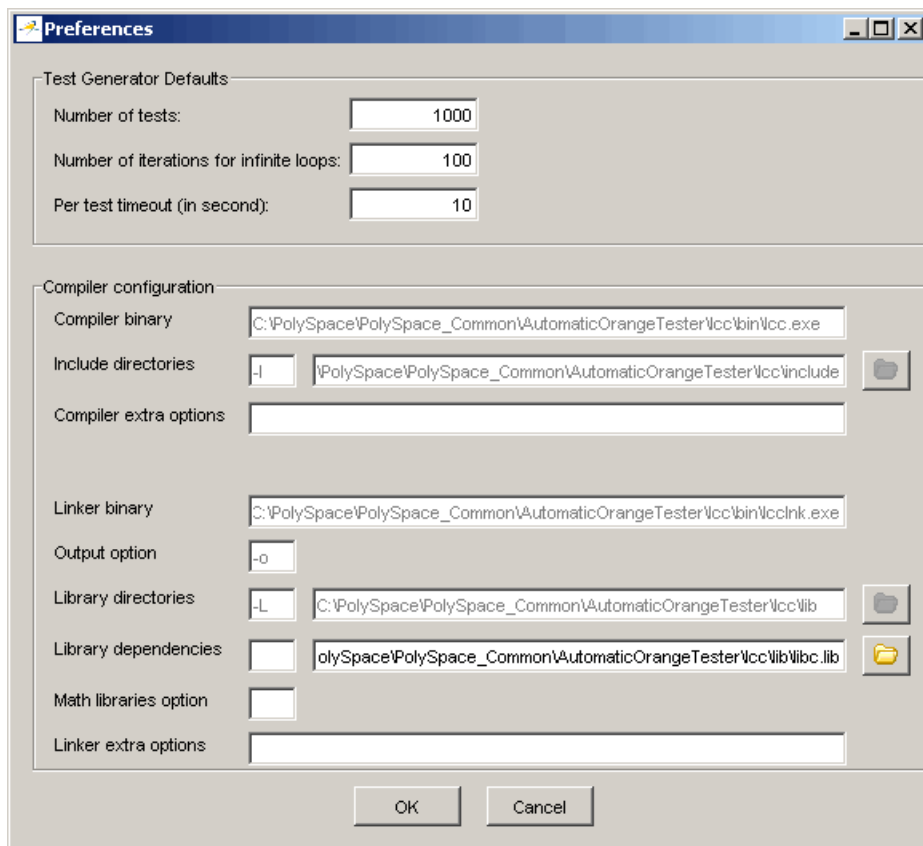 Preferences
Test Generator Defaults
Number of tests: 1000
Number of iterations for infinite loops: 100
Per test timeout (in second): 10
Compiler configuration
Compiler binary C:\PolySpace\PolySpace_Common\AutomaticOrangeTester\lcc\bin\lcc.exe
Include directories -I \PolySpace\PolySpace_Common\AutomaticOrangeTester\lcc\include
Compiler extra options
Linker binary C:\PolySpace\PolySpace_Common\AutomaticOrangeTester\lcc\bin\lcclnk.exe
Output option -o
Library directories -L C:\PolySpace\PolySpace_Common\AutomaticOrangeTester\lcc\lib
Library dependencies olySpace\PolySpace_Common\AutomaticOrangeTester\lcc\lib\libc.lib
Math libraries option
Linker extra options
OK Cancel